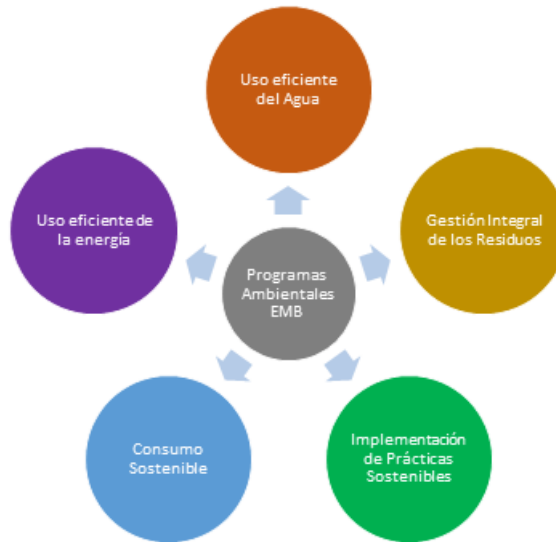 Uso eficiente
del Agua
Uso eficiente de
la energía
Gestión Integral
de los Residuos
Programas
Ambientales
EMB
Consumo
Sostenible
Implementación
de Prácticas
Sostenibles